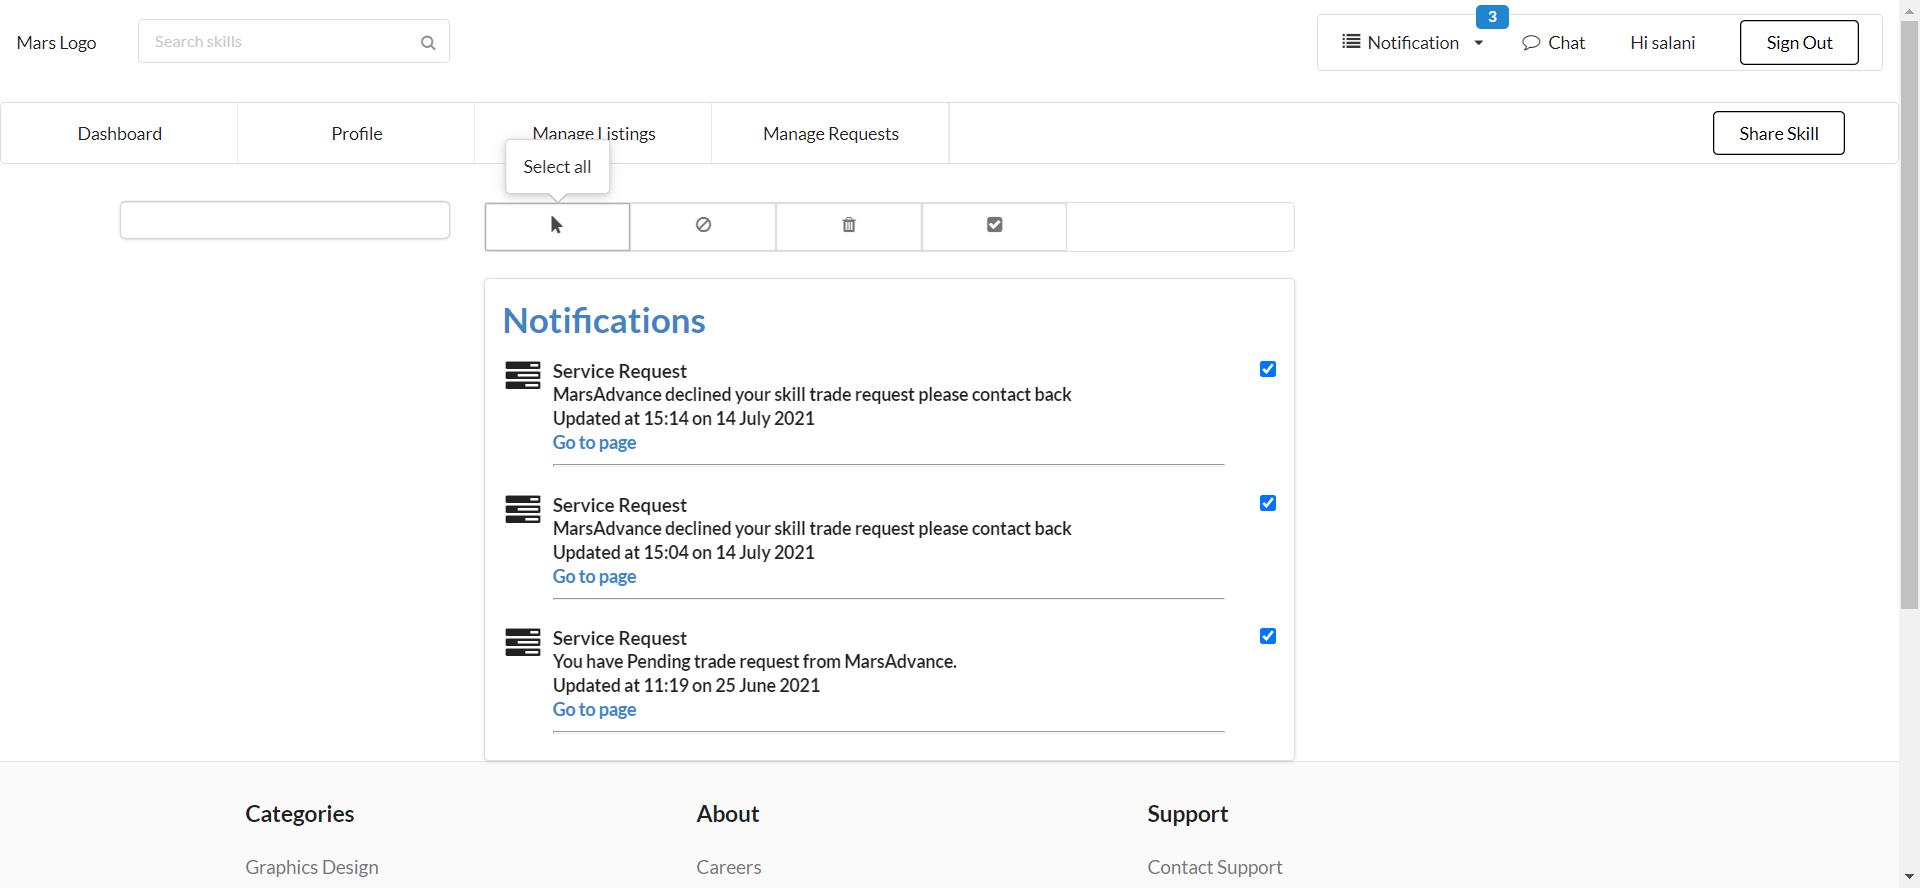 Mars Logo
Search skills
3
Notification
Chat
Hi salani
Sign Out
Dashboard
Profile
Manage Listings
Manage Requests
Share Skill
Select all
Notifications
Service Request
MarsAdvance declined your skill trade request please contact back
Updated at 15:14 on 14 July 2021
Go to page
Service Request
MarsAdvance declined your skill trade request please contact back
Updated at 15:04 on 14 July 2021
Go to page
Service Request
You have Pending trade request from MarsAdvance.
Updated at 11:19 on 25 June 2021
Go to page
Categories
About
Support
Graphics Design
Careers
Contact Support